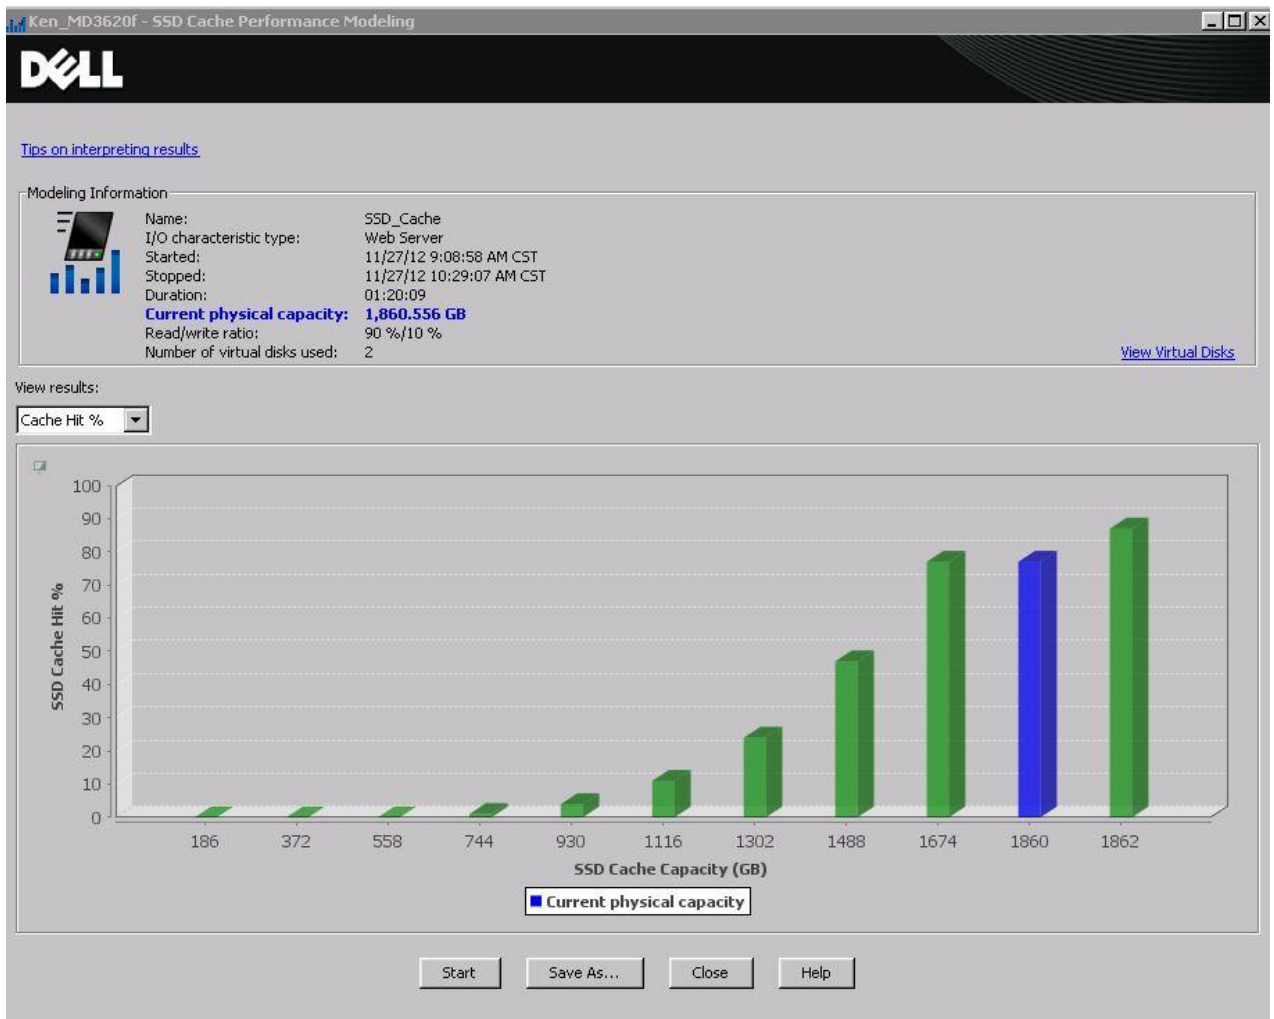 Ken_MD3620f - SSD Cache Performance Modeling
DELL
Tips on interpreting results
Modeling Information
Name: SSD_Cache
I/O characteristic type: Web Server
Started: 11/27/12 9:08:58 AM CST
Stopped: 11/27/12 10:29:07 AM CST
Duration: 01:20:09
Current physical capacity: 1,860.556 GB
Read/write ratio: 90 %/10 %
Number of virtual disks used: 2
View Virtual Disks
View results:
Cache Hit %
SSD Cache Hit %
100
90
80
70
60
50
40
30
20
10
0
186 372 558 744 930 1116 1302 1488 1674 1860 1862
SSD Cache Capacity (GB)
Current physical capacity
Start Save As... Close Help